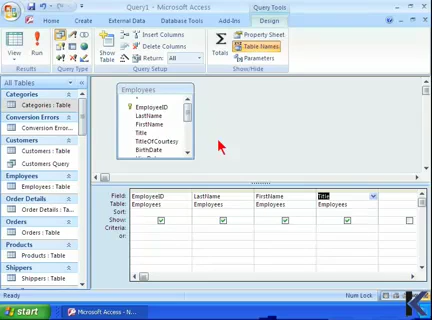 Query1 - Microsoft Access
Query Tools
Home
Create
External Data
Database Tools
Add-Ins
Design
View
Run
Results
Query Type
Show Table
Insert Columns
Delete Columns
Return: All
Query Setup
Totals
Property Sheet
Table Names
Parameters
Show/Hide
All Tables
Categories
Categories : Table
Conversion Errors
Conversion Error...
Customers
Customers : Table
Customers Query
Employees
Employees : Table
Order Details
Order Details : Ta...
Orders
Orders : Table
Products
Products : Table
Shippers
Shippers : Table
Employees
*
EmployeeID
LastName
FirstName
Title
TitleOfCourtesy
BirthDate
Field: EmployeeID LastName FirstName Title
Table: Employees Employees Employees Employees
Sort:
Show:
Criteria:
or:
Ready
Num Lock
start
Microsoft Access - N...